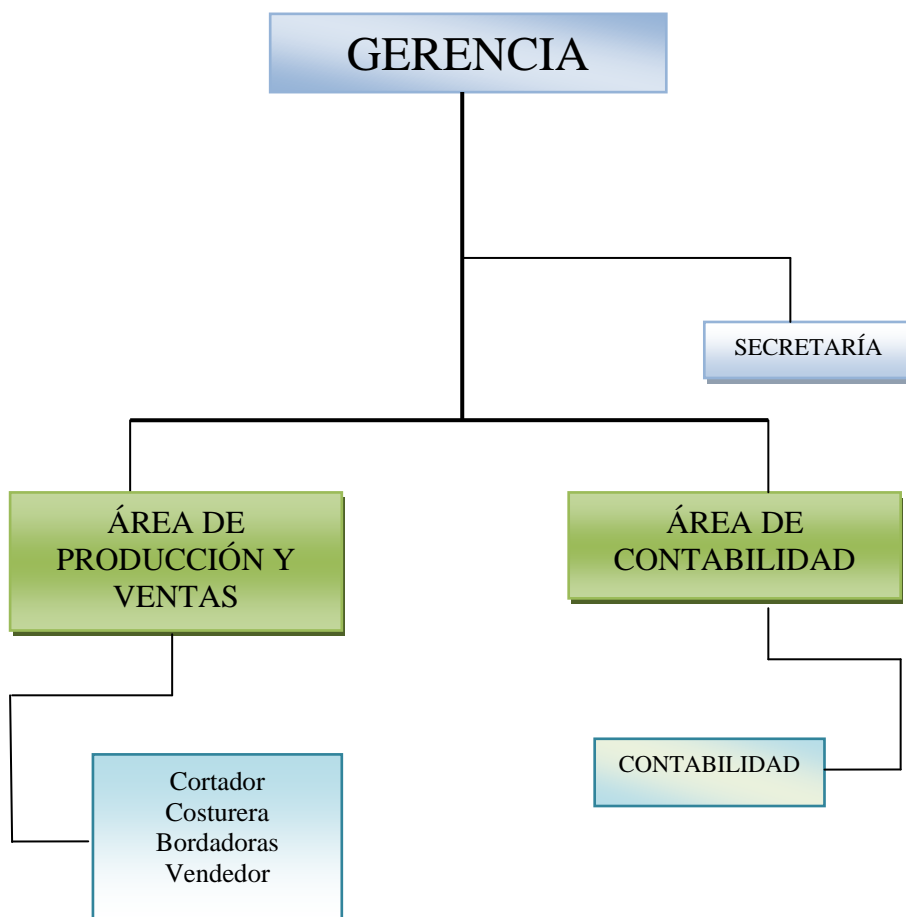 GERENCIA
SECRETARÍA
ÁREA DE
PRODUCCIÓN Y
VENTAS
ÁREA DE
CONTABILIDAD
Cortador
Costurera
Bordadoras
Vendedor
CONTABILIDAD